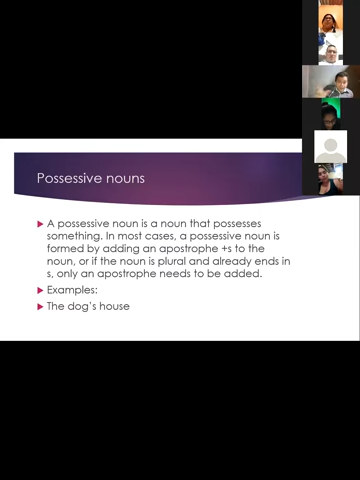 Possessive nouns
A possessive noun is a noun that possesses
something. In most cases, a possessive noun is
formed by adding an apostrophe +s to the
noun, or if the noun is plural and already ends in
s, only an apostrophe needs to be added.
Examples:
The dog's house